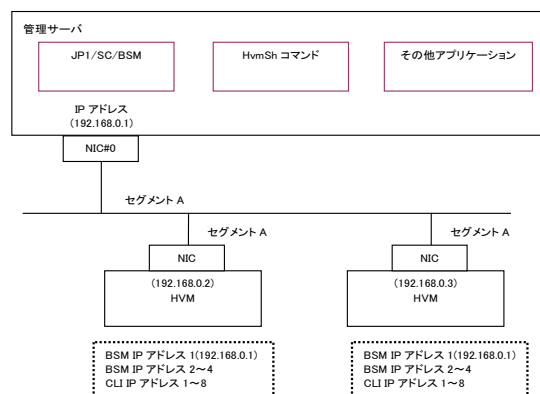 管理サーバ
JP1/SC/BSM
HvmSh コマンド
その他アプリケーション
IP アドレス
(192.168.0.1)
NIC#0
セグメント A
セグメント A
セグメント A
NIC
NIC
(192.168.0.2)
HVM
(192.168.0.3)
HVM
BSM IP アドレス 1(192.168.0.1)
BSM IP アドレス 2～4
CLI IP アドレス 1～8
BSM IP アドレス 1(192.168.0.1)
BSM IP アドレス 2～4
CLI IP アドレス 1～8